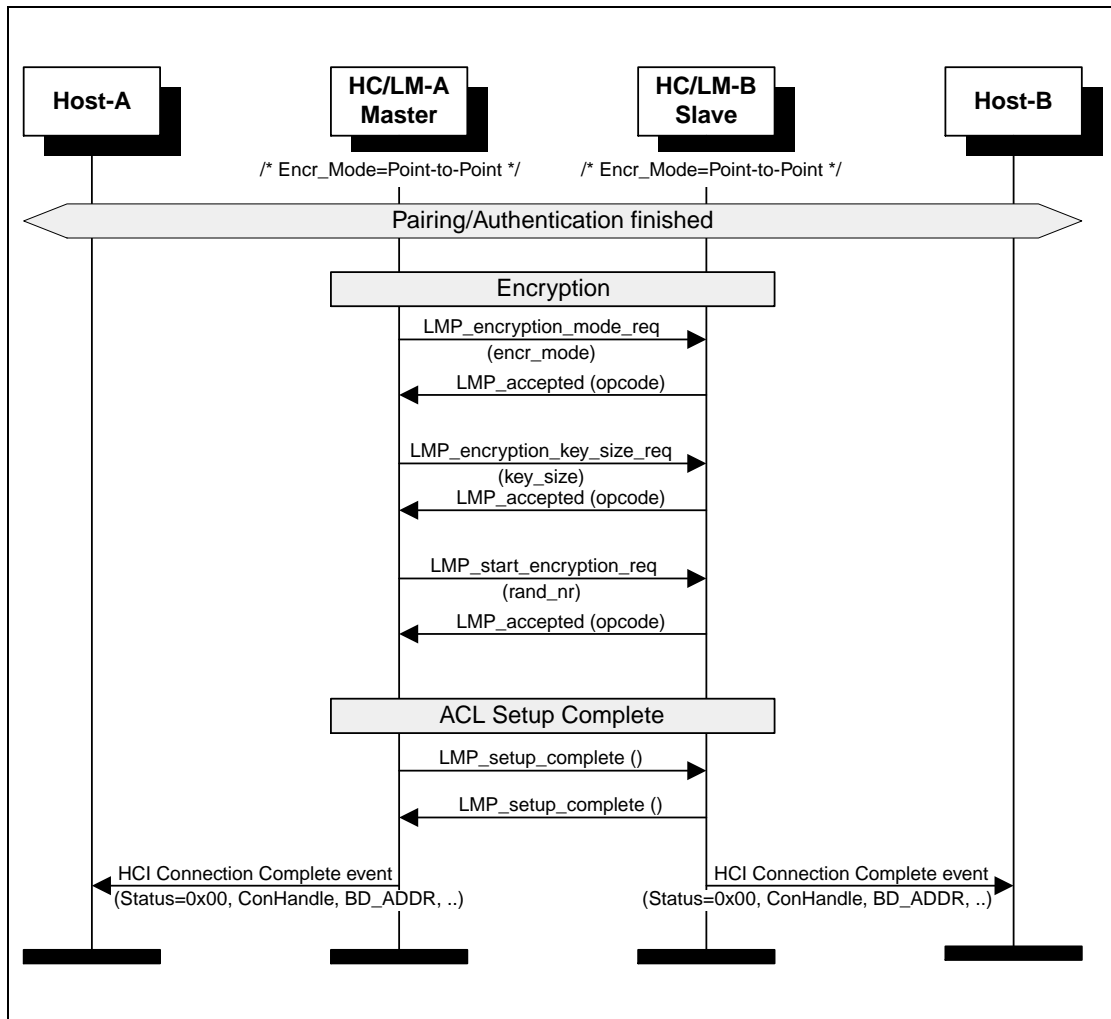 Host-A
HC/LM-A
Master
HC/LM-B
Slave
Host-B
/* Encr_Mode=Point-to-Point */
/* Encr_Mode=Point-to-Point */
Pairing/Authentication finished
Encryption
LMP_encryption_mode_req
(encr_mode)
LMP_accepted (opcode)
LMP_encryption_key_size_req
(key_size)
LMP_accepted (opcode)
LMP_start_encryption_req
(rand_nr)
LMP_accepted (opcode)
ACL Setup Complete
LMP_setup_complete ()
LMP_setup_complete ()
HCI Connection Complete event
(Status=0x00, ConHandle, BD_ADDR, ..)
HCI Connection Complete event
(Status=0x00, ConHandle, BD_ADDR, ..)